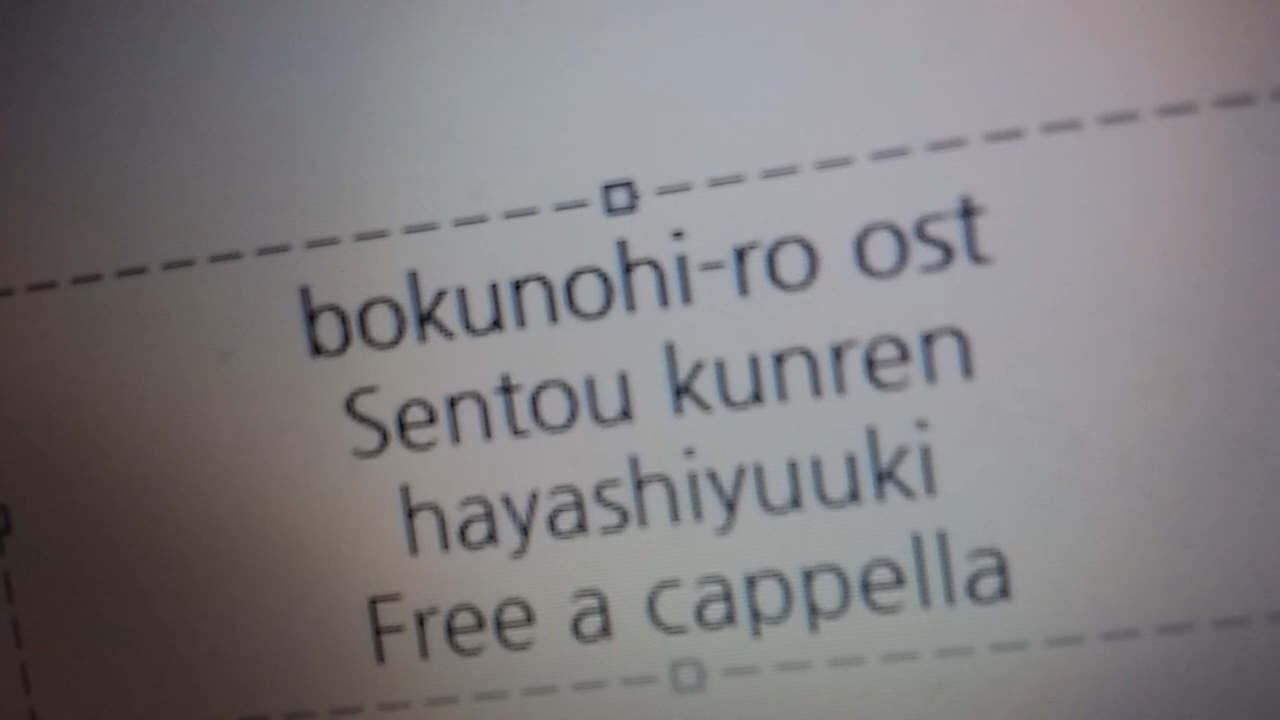 bokunohi-ro ost
Sentou kunren
hayashiyuuki
Free a cappella